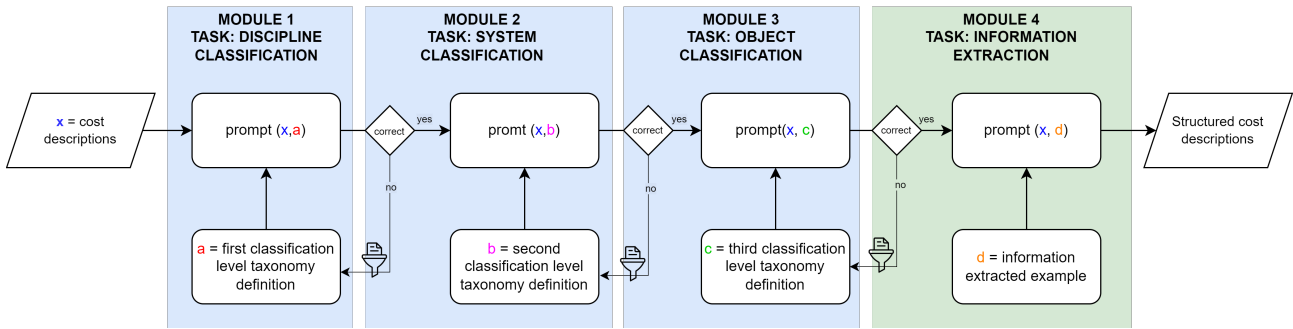 MODULE 1
TASK: DISCIPLINE
CLASSIFICATION
MODULE 2
TASK: SYSTEM
CLASSIFICATION
MODULE 3
TASK: OBJECT
CLASSIFICATION
MODULE 4
TASK: INFORMATION
EXTRACTION
x = cost
descriptions
prompt (x,a)
correct
yes
no
promt (x,b)
correct
yes
no
prompt(x, c)
correct
yes
no
prompt (x, d)
Structured cost
descriptions
a = first classification
level taxonomy
definition
b = second
classification level
taxonomy definition
c = third classification
level taxonomy
definition
d = information
extracted example